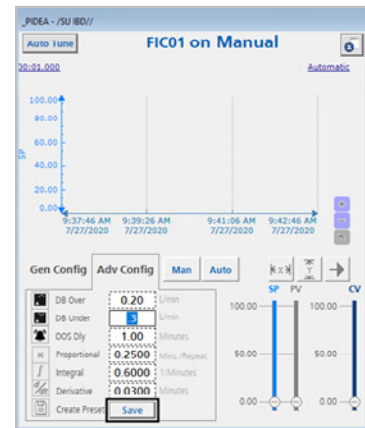 _PIDEA - /SU IBD//
Auto Tune
FIC01 on Manual
00:01.000
Automatic
100.00
80.00
60.00
40.00
20.00
0.00
SP
9:37:46 AM 9:39:26 AM 9:41:06 AM 9:42:46 AM
7/27/2020 7/27/2020 7/27/2020 7/27/2020
Gen Config Adv Config Man Auto
SP PV CV
DB Over 0.20 L/min
DB Under 3 L/min
OOS Dly 1.00 Minutes
K Proportional 0.2500 Mins./Repeat
∫ Integral 0.6000 1/Minutes
d/dt Derivative 0.0300 Minutes
Create Preset Save
100.00 100.00
50.00 50.00
0.00 0.00